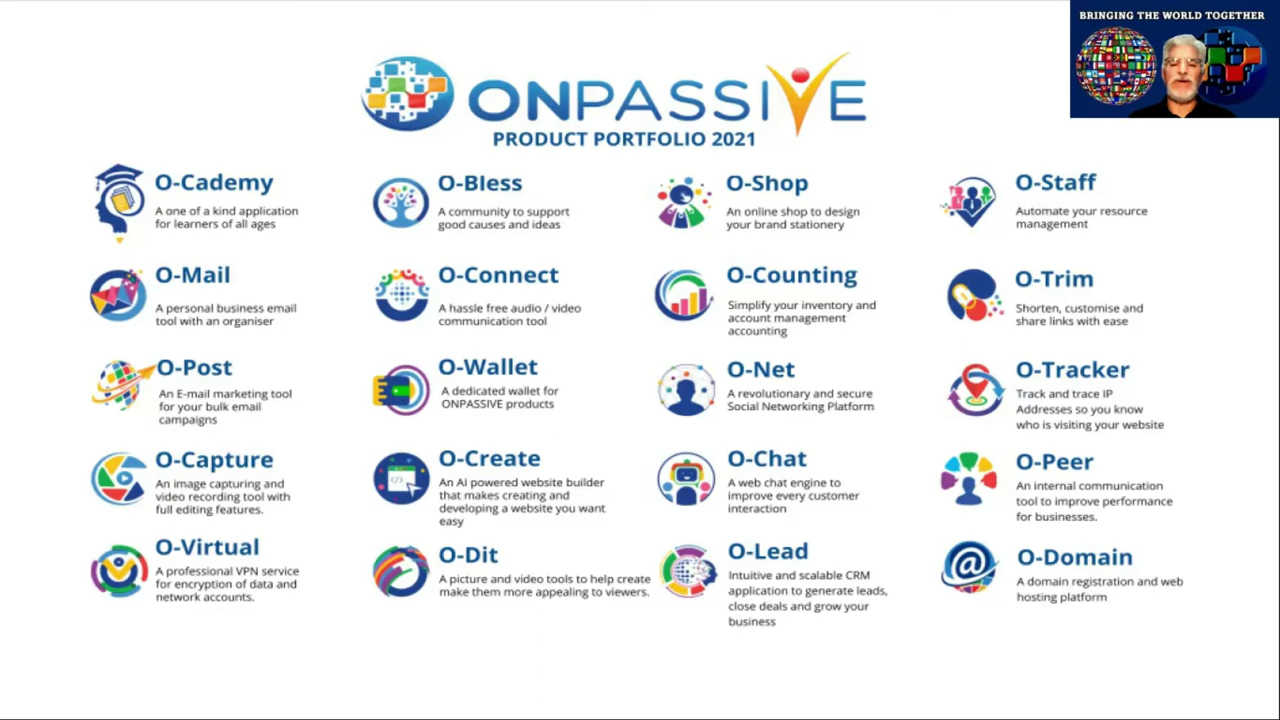 BRINGING THE WORLD TOGETHER
ONPASSIVE
PRODUCT PORTFOLIO 2021
O-Cademy
A one of a kind application
for learners of all ages
O-Bless
A community to support
good causes and ideas
O-Shop
An online shop to design
your brand stationery
O-Staff
Automate your resource
management
O-Mail
A personal business email
tool with an organiser
O-Connect
A hassle free audio / video
communication tool
O-Counting
Simplify your inventory and
account management
accounting
O-Trim
Shorten, customise and
share links with ease
O-Post
An E-mail marketing tool
for your bulk email
campaigns
O-Wallet
A dedicated wallet for
ONPASSIVE products
O-Net
A revolutionary and secure
Social Networking Platform
O-Tracker
Track and trace IP
Addresses so you know
who is visiting your website
O-Capture
An image capturing and
video recording tool with
full editing features.
O-Create
An AI powered website builder
that makes creating and
developing a website you want
easy
O-Chat
A web chat engine to
improve every customer
interaction
O-Peer
An internal communication
tool to improve performance
for businesses.
O-Virtual
A professional VPN service
for encryption of data and
network accounts.
O-Dit
A picture and video tools to help create
make them more appealing to viewers.
O-Lead
Intuitive and scalable CRM
application to generate leads,
close deals and grow your
business
O-Domain
A domain registration and web
hosting platform